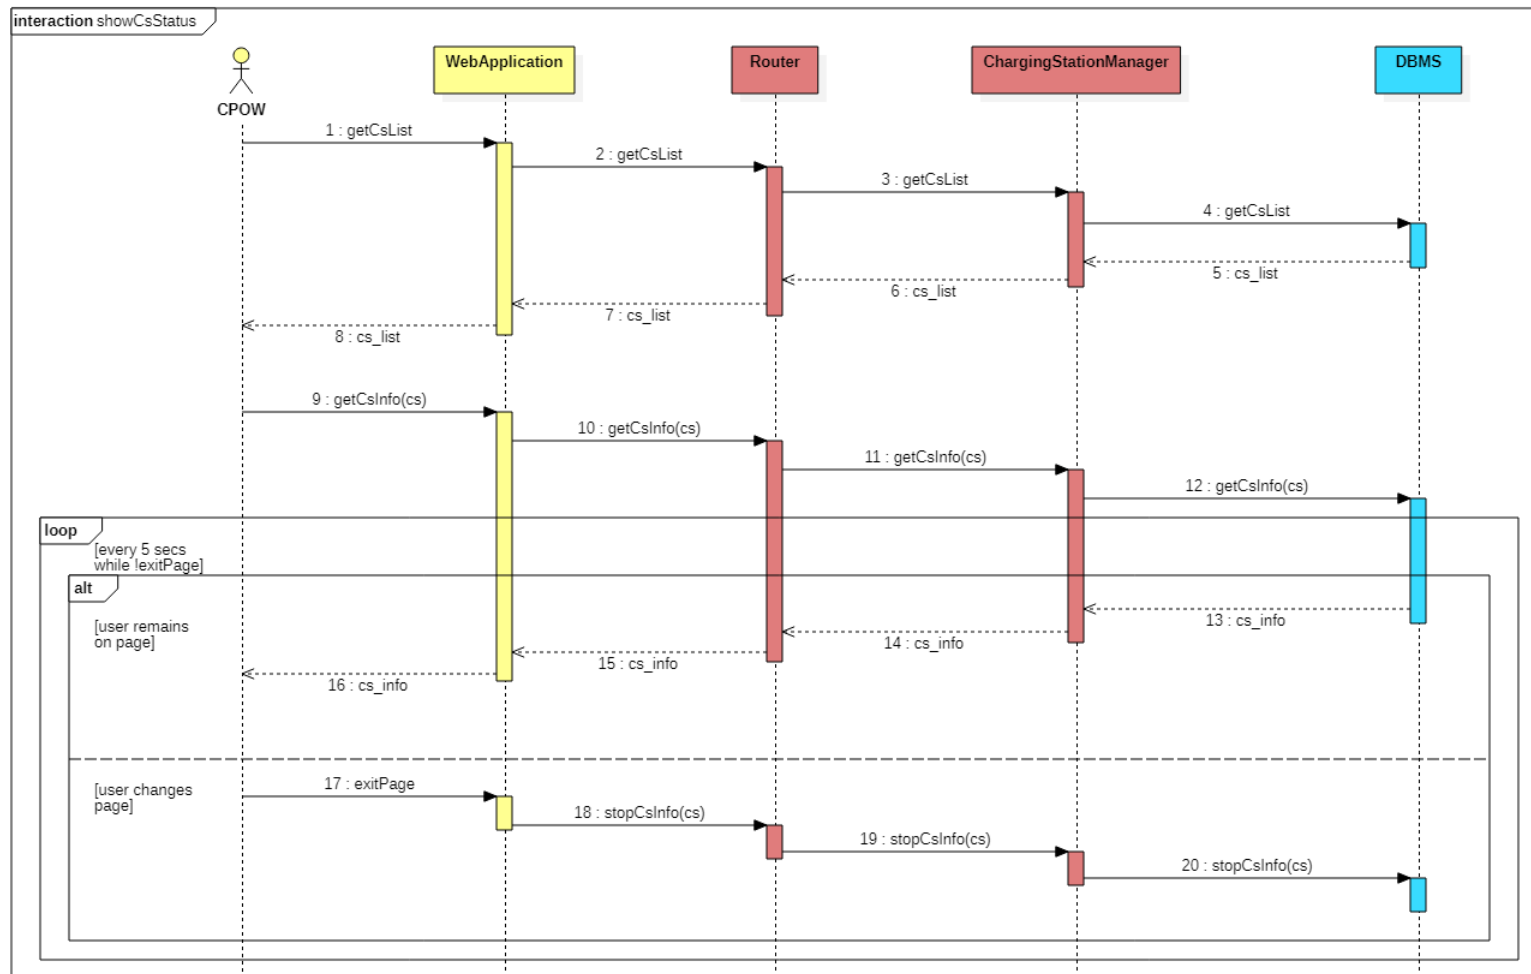 interaction showCsStatus
WebApplication
Router
ChargingStationManager
DBMS
CPOW
1 : getCsList
2 : getCsList
3 : getCsList
4 : getCsList
5 : cs_list
6 : cs_list
7 : cs_list
8 : cs_list
9 : getCsInfo(cs)
10 : getCsInfo(cs)
11 : getCsInfo(cs)
12 : getCsInfo(cs)
loop
[every 5 secs
while !exitPage]
alt
[user remains
on page]
13 : cs_info
14 : cs_info
15 : cs_info
16 : cs_info
[user changes
page]
17 : exitPage
18 : stopCsInfo(cs)
19 : stopCsInfo(cs)
20 : stopCsInfo(cs)